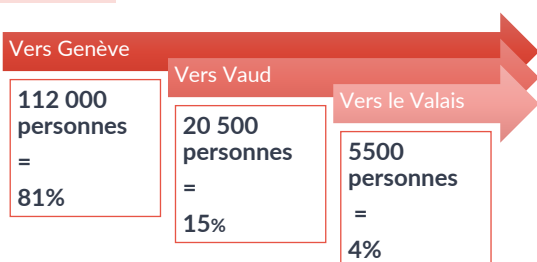 Vers Genève
112 000
personnes
=
81%
Vers Vaud
20 500
personnes
=
15%
Vers le Valais
5500
personnes
=
4%